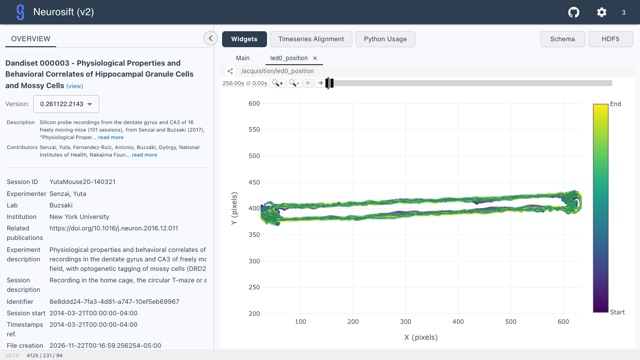 Neurosift (v2)
3
OVERVIEW
Dandiset 000003 - Physiological Properties and
Behavioral Correlates of Hippocampal Granule Cells
and Mossy Cells (view)
Version: 0.261122.2143
Description Silicon probe recordings from the dentate gyrus and CA3 of 16
freely moving mice (101 sessions), from Senzai and Buzsaki (2017),
"Physiological Proper... read more
Contributors Senzai, Yuta, Fernandez-Ruiz, Antonio, Buzsáki, György, National
Institutes of Health, Nakajima Foun... read more
Session ID YutaMouse20-140321
Experimenter Senzai, Yuta
Lab Buzsaki
Institution New York University
Related publications https://doi.org/10.1016/j.neuron.2016.12.011
Experiment description Physiological properties and behavioral correlates of
recordings in the dentate gyrus and CA3 of freely mo
field, with optogenetic tagging of mossy cells (DRD2
Session description Recording in the home cage, the circular T-maze or a
Identifier 8e8ddd24-7fa3-4d81-a747-10ef5eb69967
Session start 2014-03-21T00:00:00-04:00
Timestamps ref. 2014-03-21T00:00:00-04:00
File creation 2026-11-22T00:16:59.256254-05:00
4125 / 231 / 94
Widgets
Timeseries Alignment
Python Usage
Schema
HDF5
Main
led0_position ×
/acquisition/led0_position
256.00s @ 0.00s
600
550
500
450
400
350
300
250
200
Y (pixels)
100
200
300
400
500
600
X (pixels)
End
Start